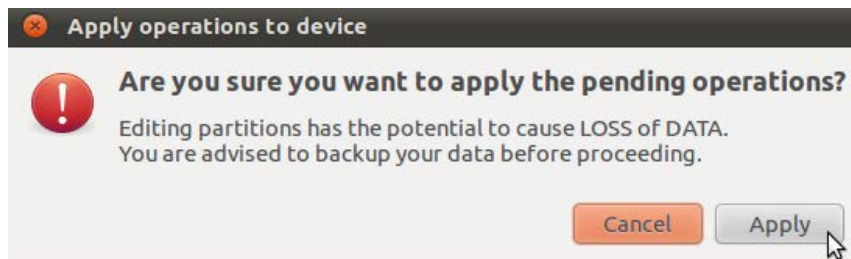 Apply operations to device
Are you sure you want to apply the pending operations?
Editing partitions has the potential to cause LOSS of DATA.
You are advised to backup your data before proceeding.
Cancel Apply